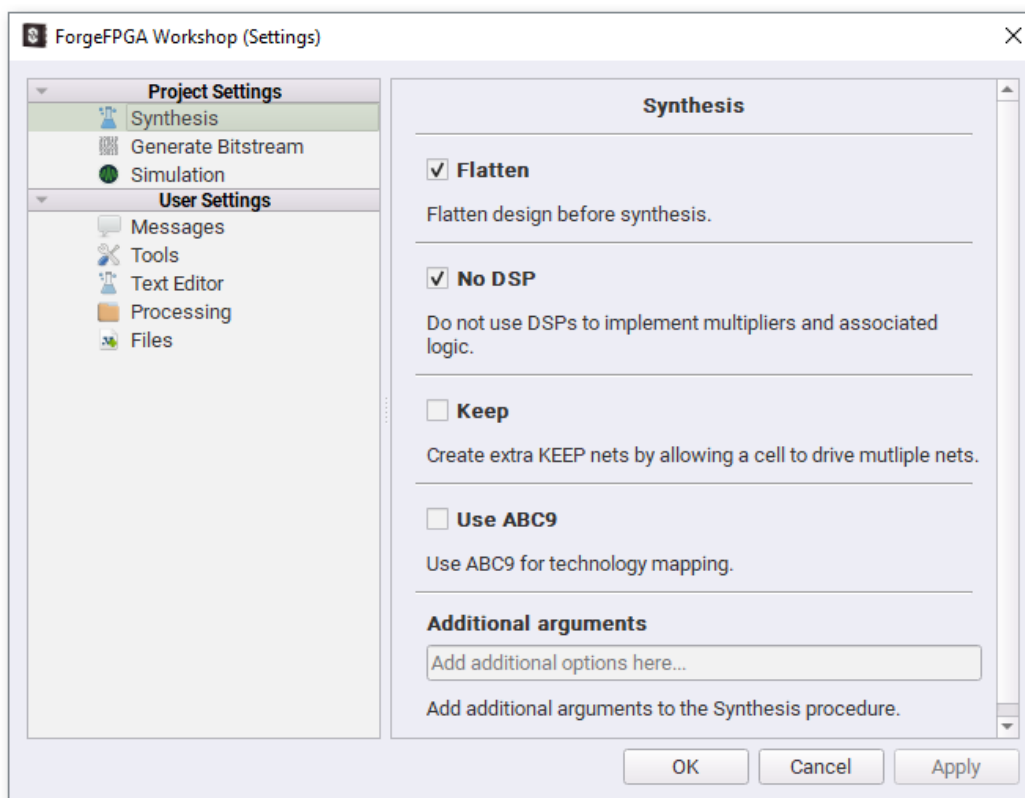 ForgeFPGA Workshop (Settings)
Project Settings
Synthesis
Generate Bitstream
Simulation
User Settings
Messages
Tools
Text Editor
Processing
Files
Synthesis
Flatten
Flatten design before synthesis.
No DSP
Do not use DSPs to implement multipliers and associated
logic.
Keep
Create extra KEEP nets by allowing a cell to drive mutliple nets.
Use ABC9
Use ABC9 for technology mapping.
Additional arguments
Add additional options here...
Add additional arguments to the Synthesis procedure.
OK
Cancel
Apply